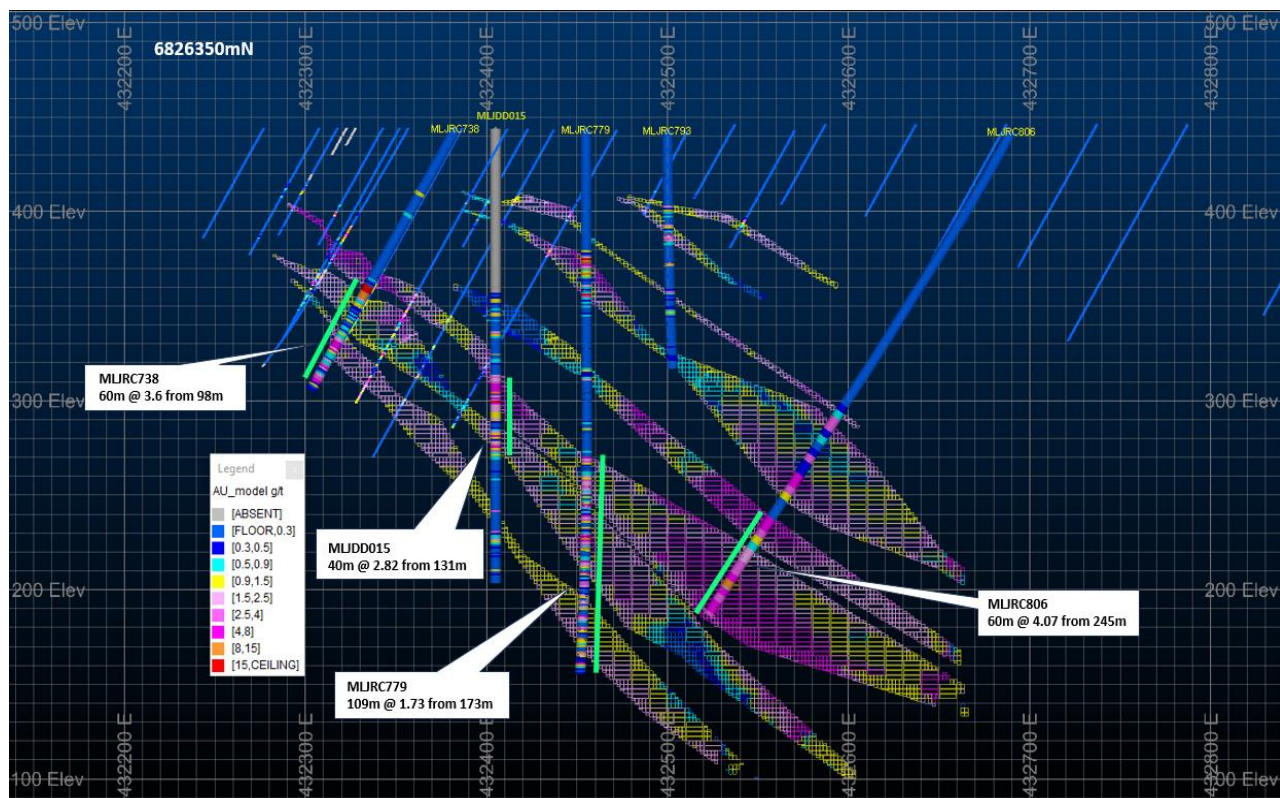 500 Elev
500 Elev
6826350mN
432200 E
432300 E
432400 E
432500 E
432600 E
432700 E
432800 E
MLJRC738
MLJDD015
MLJRC779
MLJRC793
MLJRC806
400 Elev
400 Elev
300 Elev
300 Elev
MLJRC738
60m @ 3.6 from 98m
Legend
AU_model g/t
[ABSENT]
[FLOOR,0.3]
[0.3,0.5]
[0.5,0.9]
[0.9,1.5]
[1.5,2.5]
[2.5,4]
[4,8]
[8,15]
[15,CEILING]
MLJDD015
40m @ 2.82 from 131m
MLJRC806
60m @ 4.07 from 245m
MLJRC779
109m @ 1.73 from 173m
200 Elev
200 Elev
432200 E
432300 E
432400 E
432500 E
432600 E
432700 E
432800 E
100 Elev
100 Elev